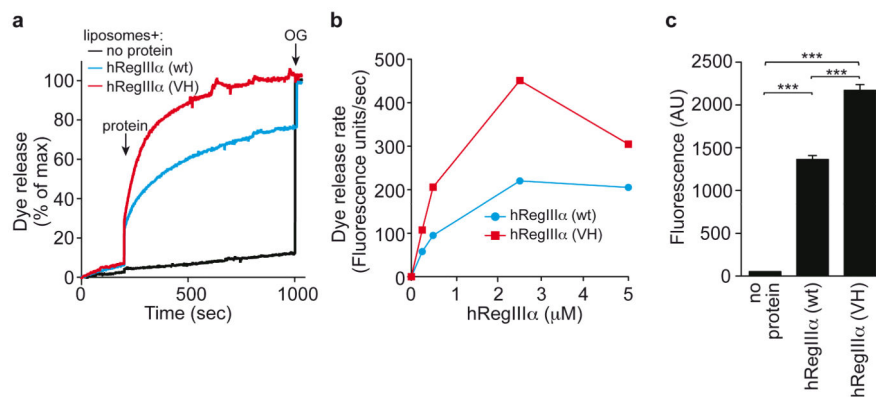 a
liposomes+:
no protein
hRegIIIα (wt)
hRegIIIα (VH)
OG
protein
100
80
60
40
20
0
Dye release
(% of max)
0
500
1000
Time (sec)
b
500
400
300
200
100
0
Dye release rate
(Fluorescence units/sec)
hRegIIIα (wt)
hRegIIIα (VH)
0
1
2
3
4
5
hRegIIIα (μM)
c
***
***
***
2500
2000
1500
1000
500
0
Fluorescence (AU)
no
protein
hRegIIIα (wt)
hRegIIIα (VH)